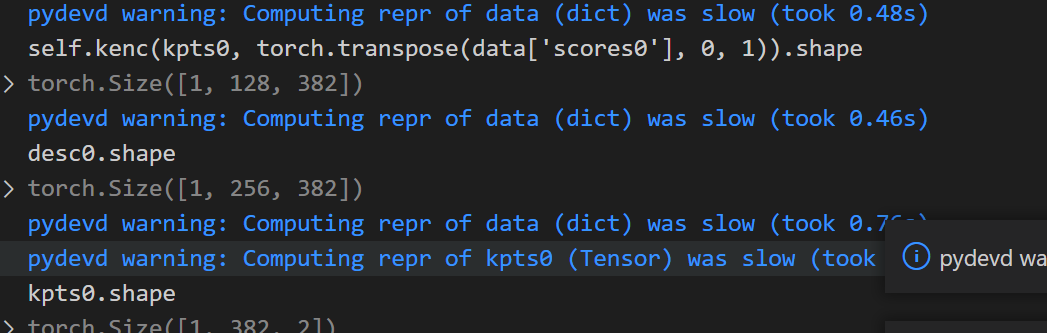 pydevd warning: Computing repr of data (dict) was slow (took 0.48s)
self.kenc(kpts0, torch.transpose(data['scores0'], 0, 1)).shape
torch.Size([1, 128, 382])
pydevd warning: Computing repr of data (dict) was slow (took 0.46s)
desc0.shape
torch.Size([1, 256, 382])
pydevd warning: Computing repr of data (dict) was slow (took 0.76s)
pydevd warning: Computing repr of kpts0 (Tensor) was slow (took
pydevd wa
kpts0.shape
torch.Size([1, 382, 2])